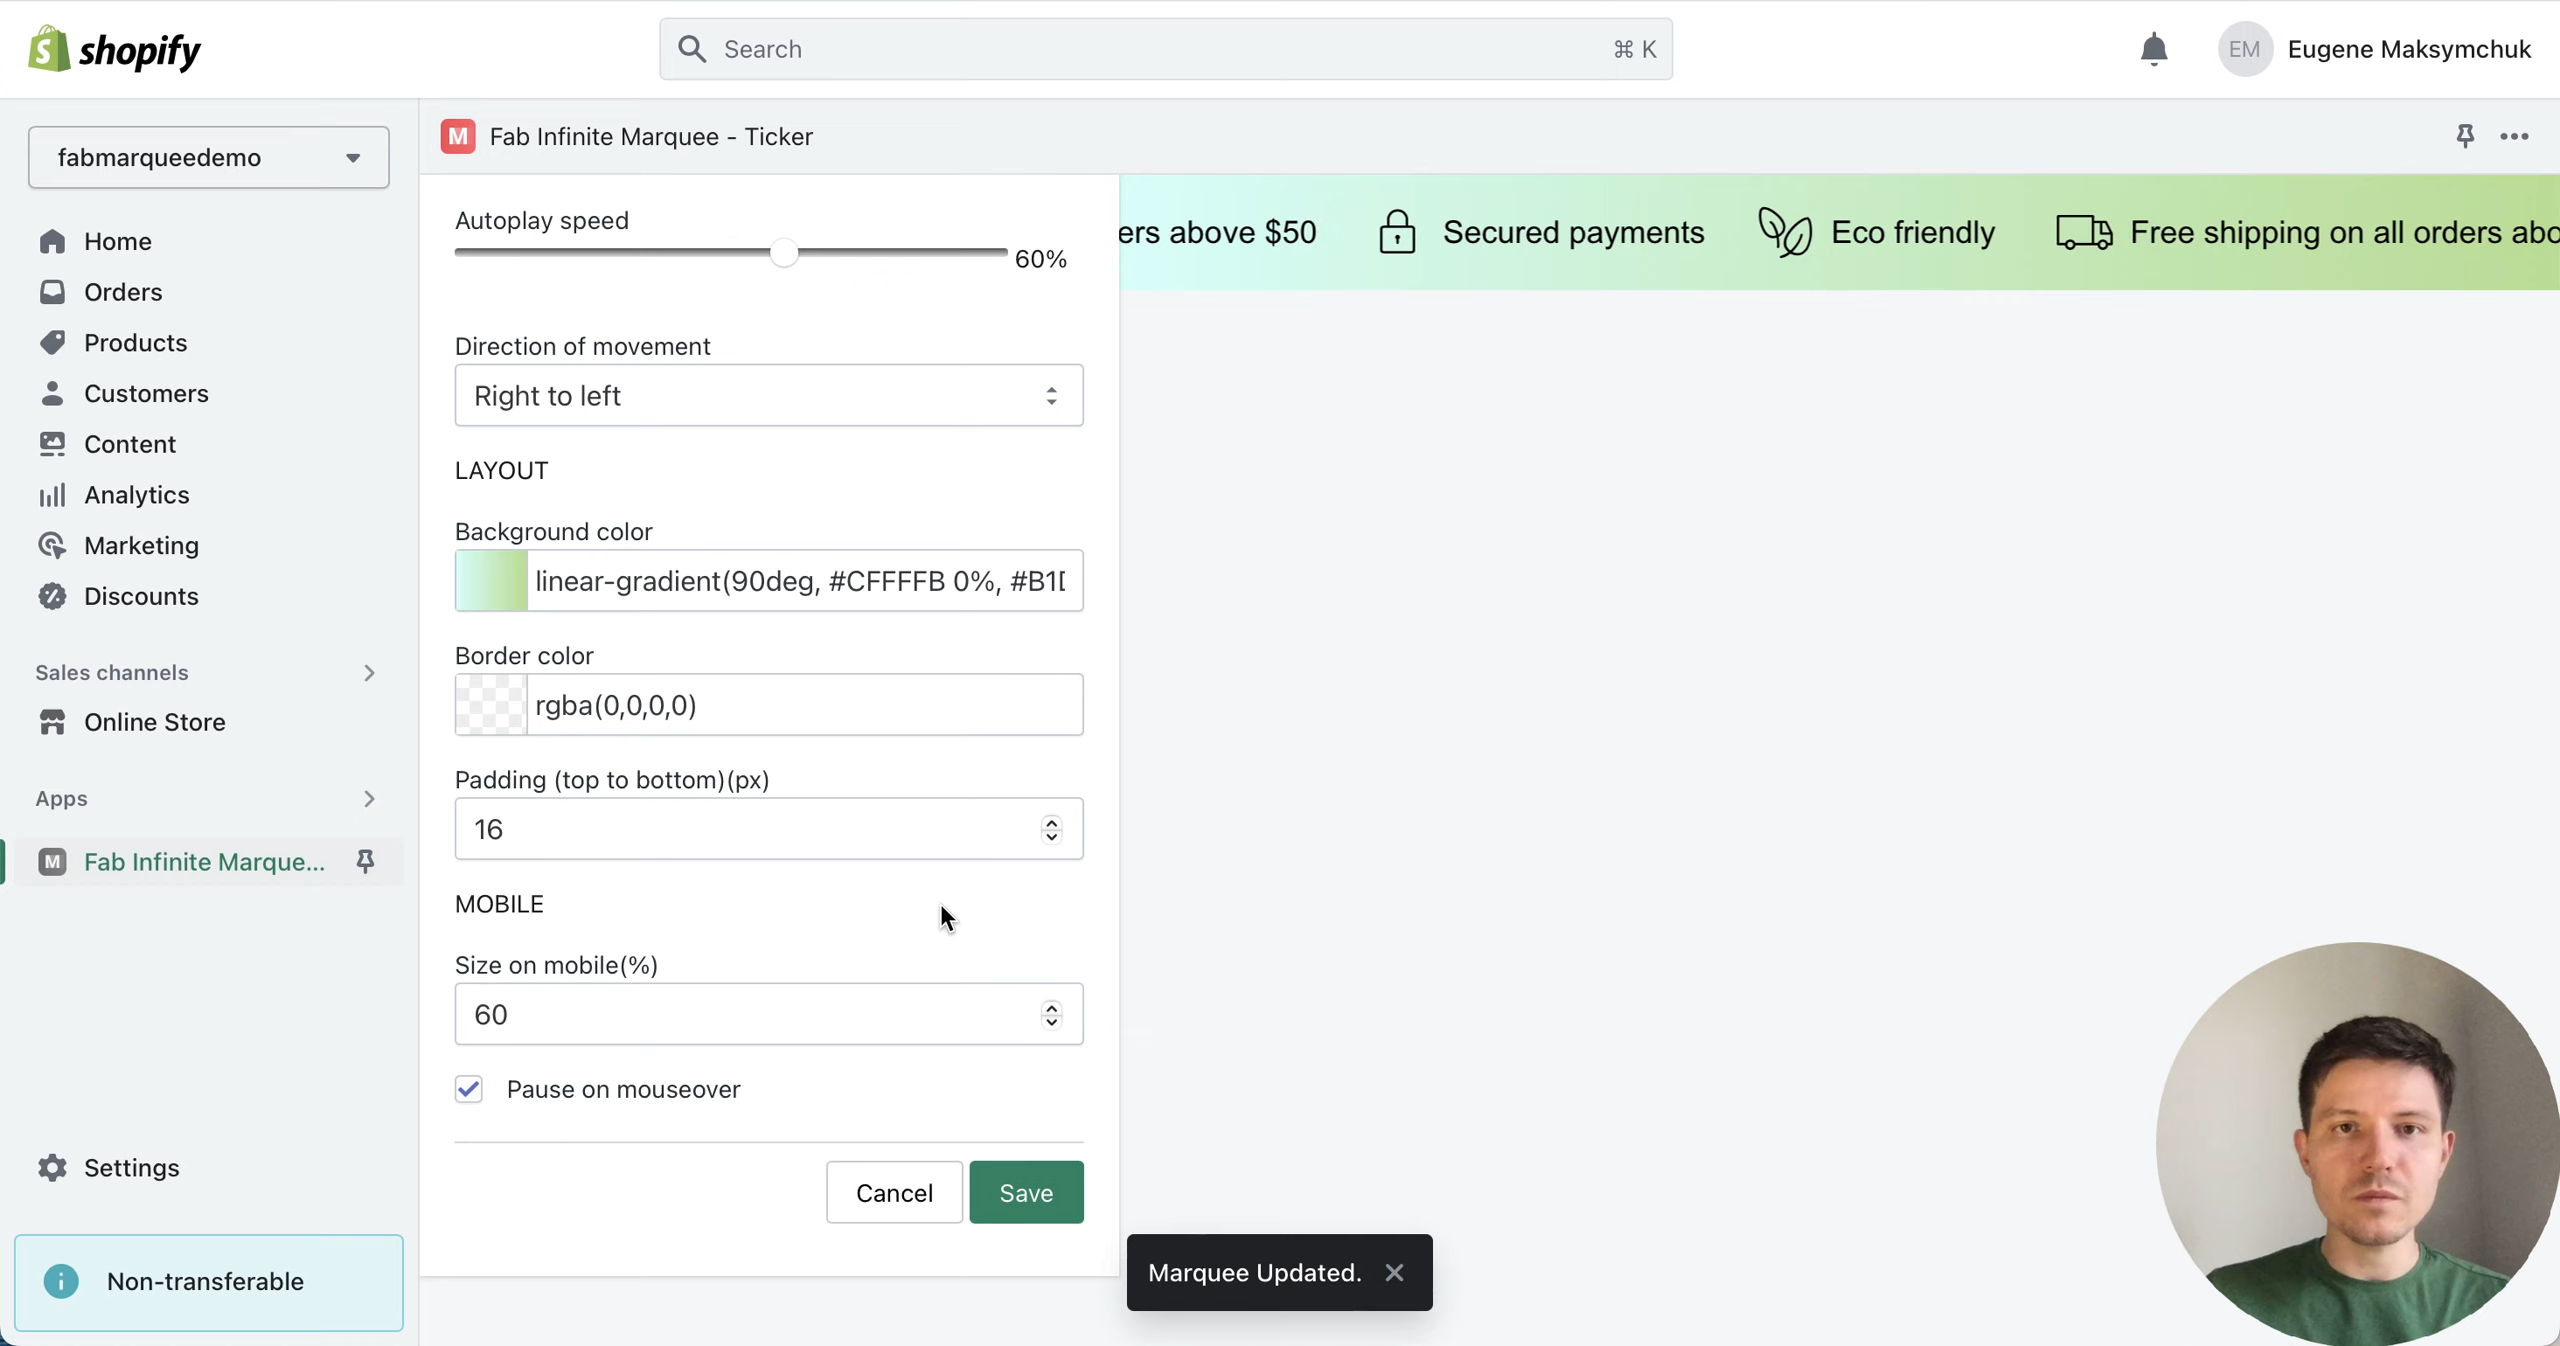 shopify
Search
⌘ K
EM
Eugene Maksymchuk
fabmarqueedemo
Home
Orders
Products
Customers
Content
Analytics
Marketing
Discounts
Sales channels
Online Store
Apps
M Fab Infinite Marque...
Settings
Non-transferable
M Fab Infinite Marquee - Ticker
Autoplay speed
60%
Direction of movement
Right to left
LAYOUT
Background color
linear-gradient(90deg, #CFFFFB 0%, #B1D
Border color
rgba(0,0,0,0)
Padding (top to bottom)(px)
16
MOBILE
Size on mobile(%)
60
Pause on mouseover
Cancel
Save
ers above $50
Secured payments
Eco friendly
Free shipping on all orders abo
Marquee Updated.